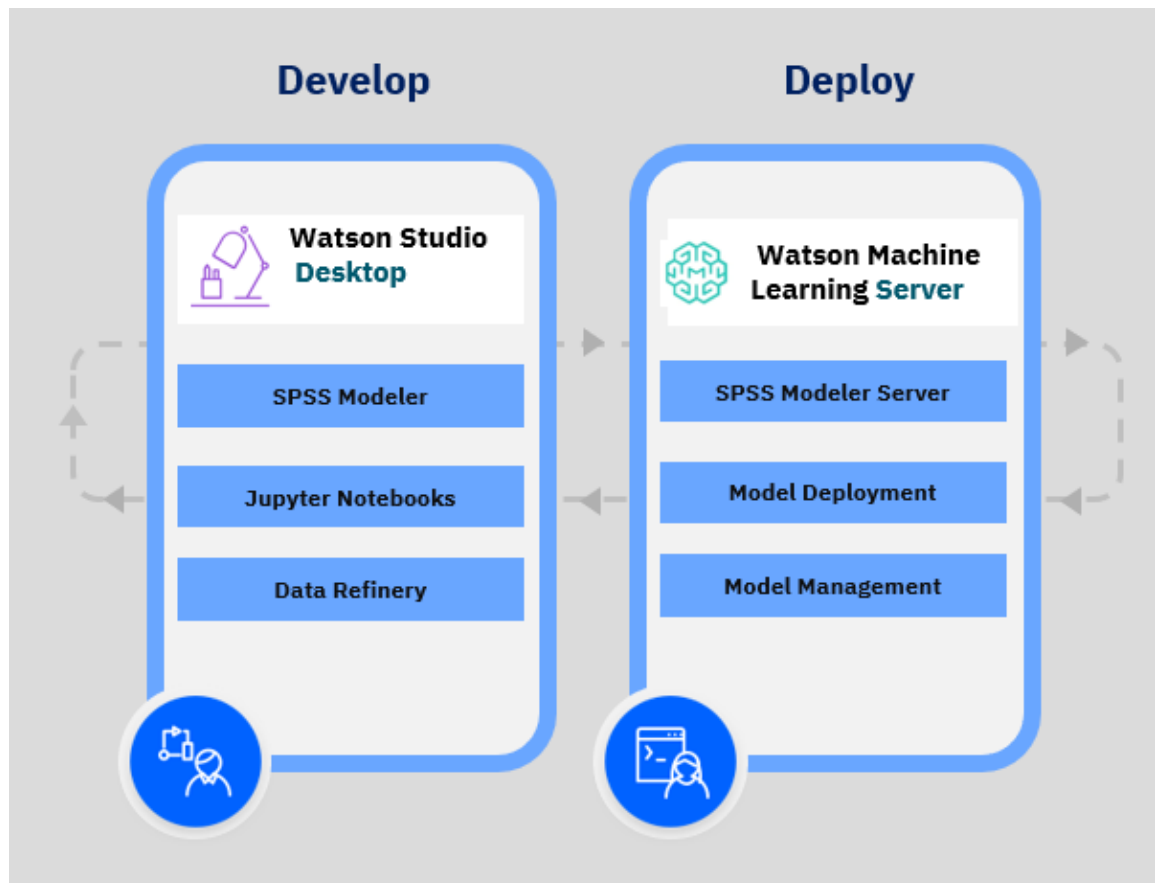 Develop
Deploy
Watson Studio
Desktop
Watson Machine
Learning Server
SPSS Modeler
Jupyter Notebooks
Data Refinery
SPSS Modeler Server
Model Deployment
Model Management